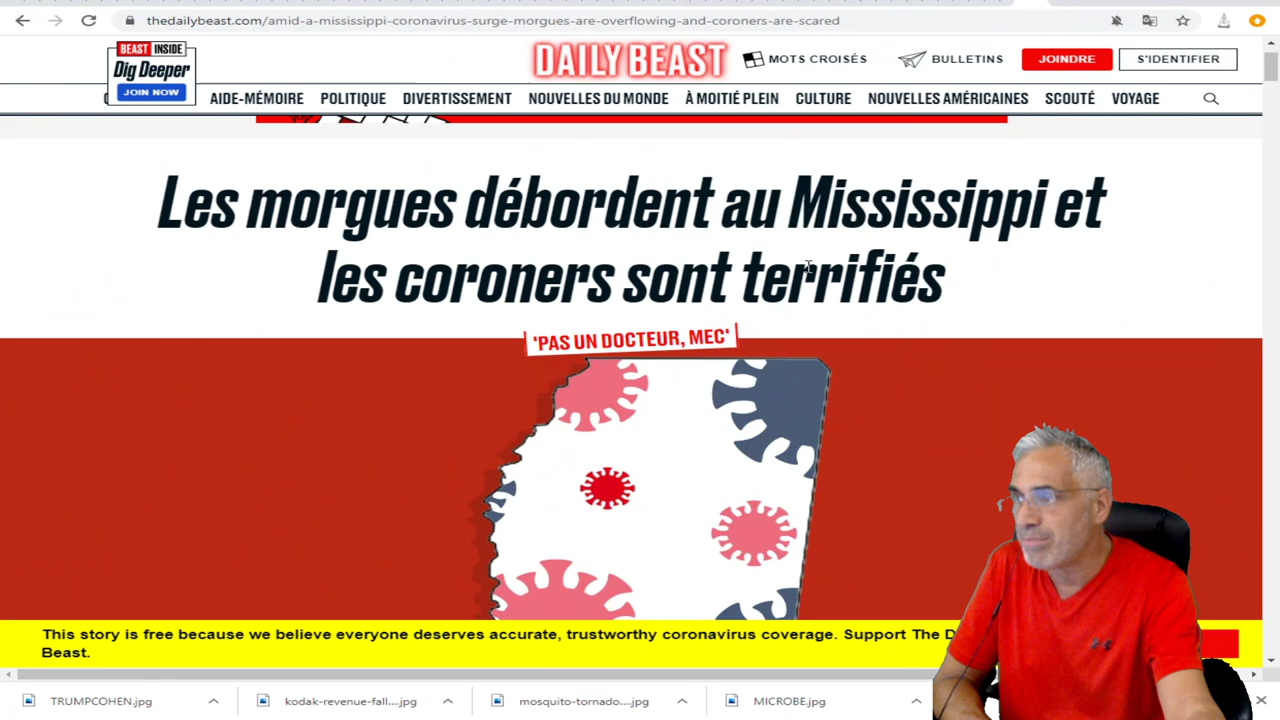 thedailybeast.com/amid-a-mississippi-coronavirus-surge-morgues-are-overflowing-and-coroners-are-scared
BEAST INSIDE
Dig Deeper
JOIN NOW
DAILY BEAST
MOTS CROISÉS
BULLETINS
JOINDRE
S'IDENTIFIER
AIDE-MÉMOIRE POLITIQUE DIVERTISSEMENT NOUVELLES DU MONDE À MOITIÉ PLEIN CULTURE NOUVELLES AMÉRICAINES SCOUTÉ VOYAGE
Les morgues débordent au Mississippi et
les coroners sont terrifiés
'PAS UN DOCTEUR, MEC'
This story is free because we believe everyone deserves accurate, trustworthy coronavirus coverage. Support The D
Beast.
TRUMPCOHEN.jpg
kodak-revenue-fall....jpg
mosquito-tornado....jpg
MICROBE.jpg